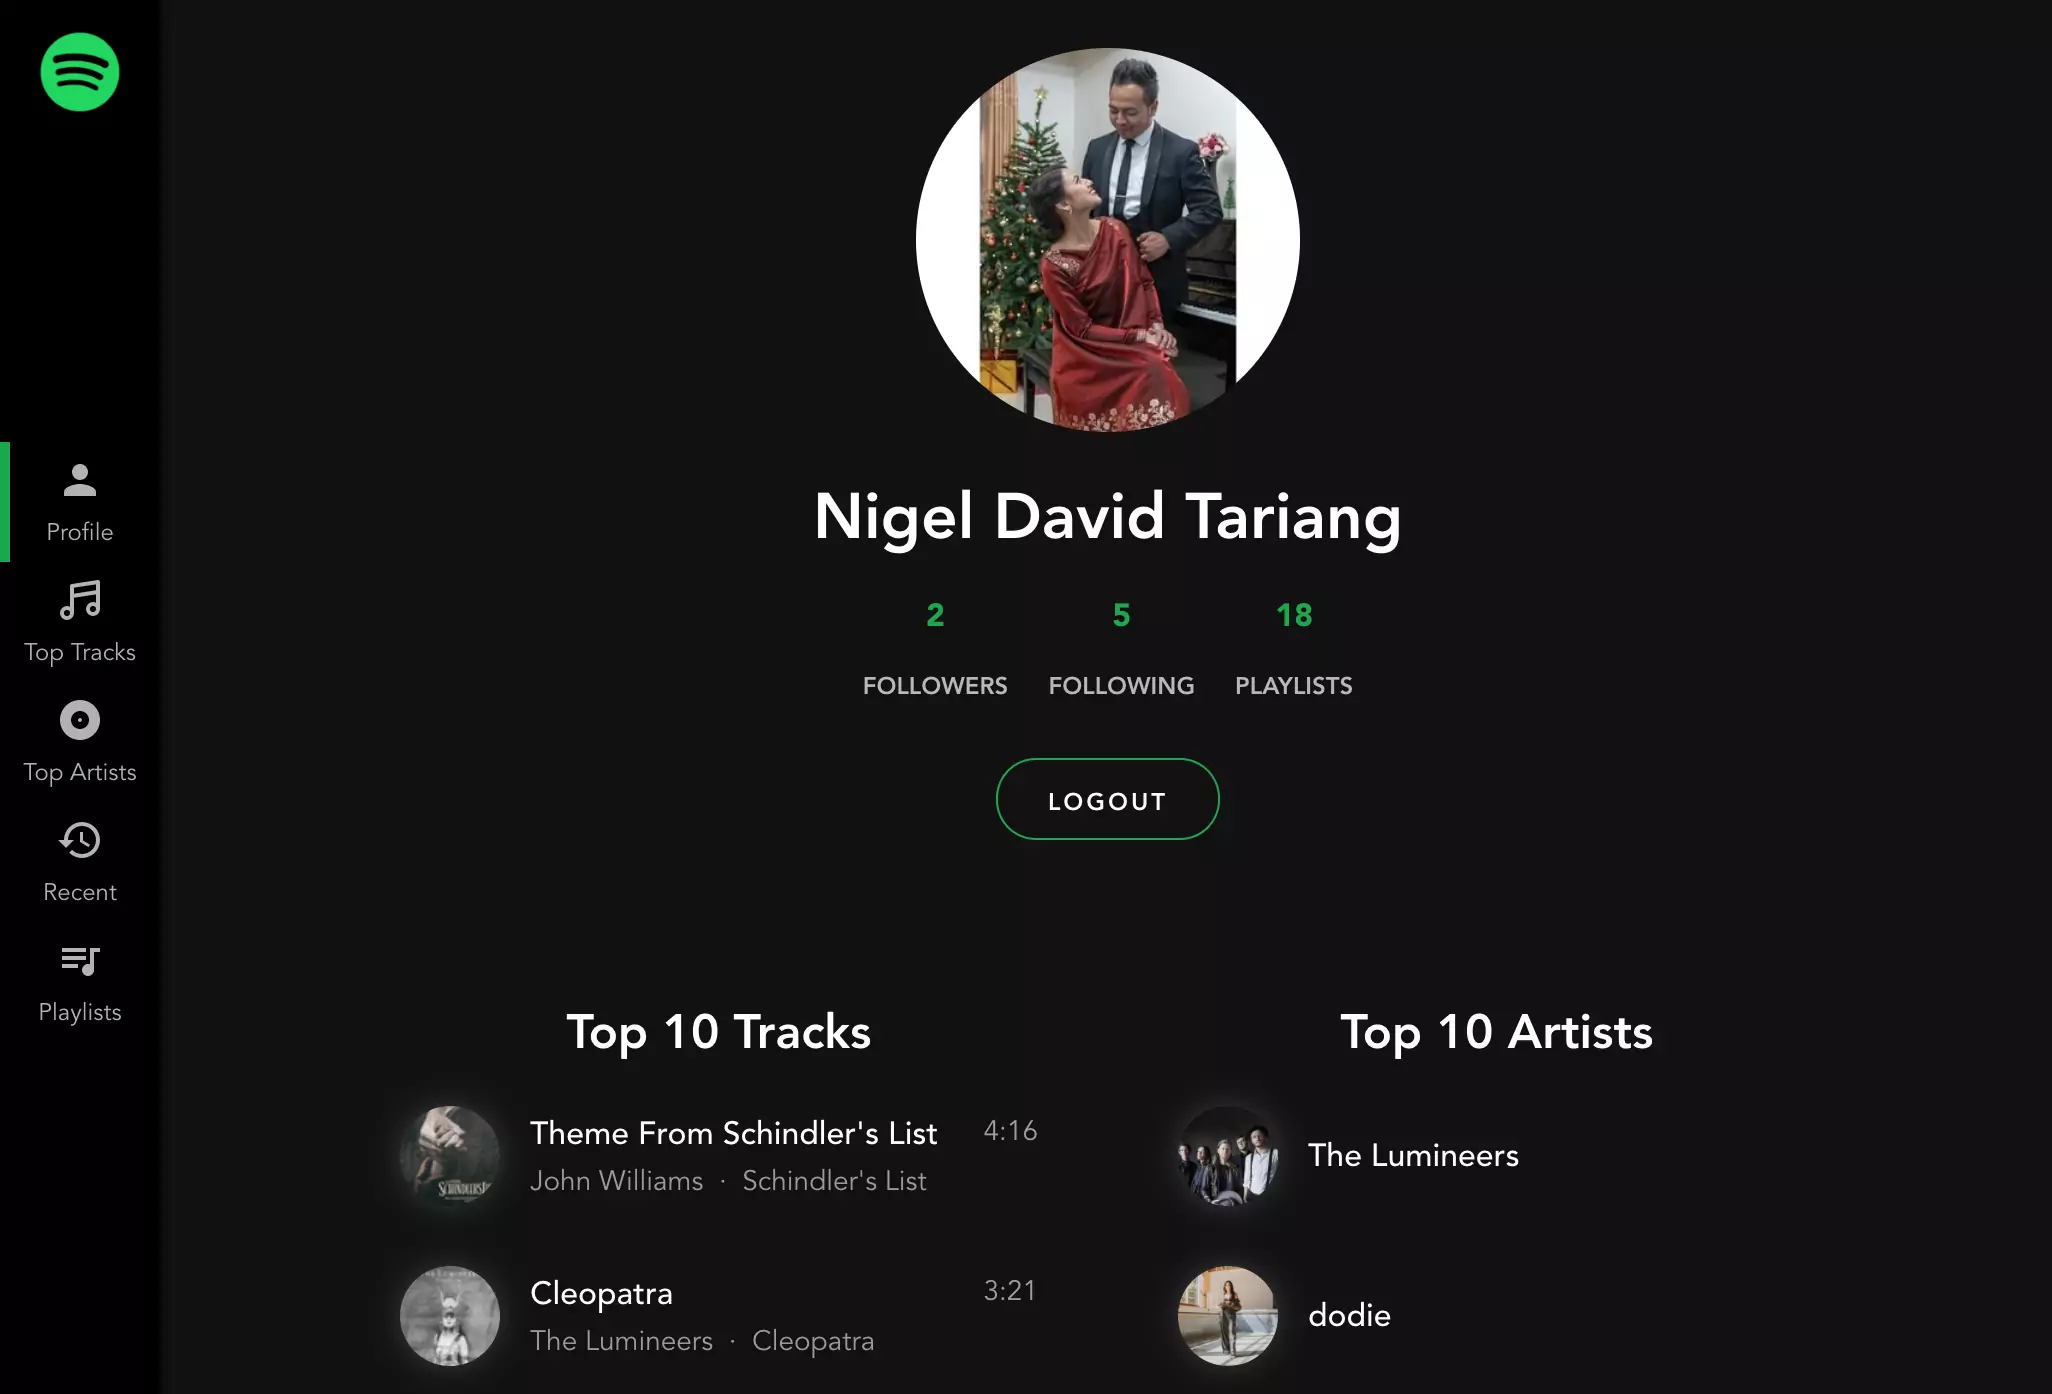 Profile
Top Tracks
Top Artists
Recent
Playlists
Nigel David Tariang
2 5 18
FOLLOWERS FOLLOWING PLAYLISTS
LOGOUT
Top 10 Tracks
Theme From Schindler's List 4:16
John Williams · Schindler's List
SCHINDLER'S LIST
Cleopatra 3:21
The Lumineers · Cleopatra
Top 10 Artists
The Lumineers
dodie